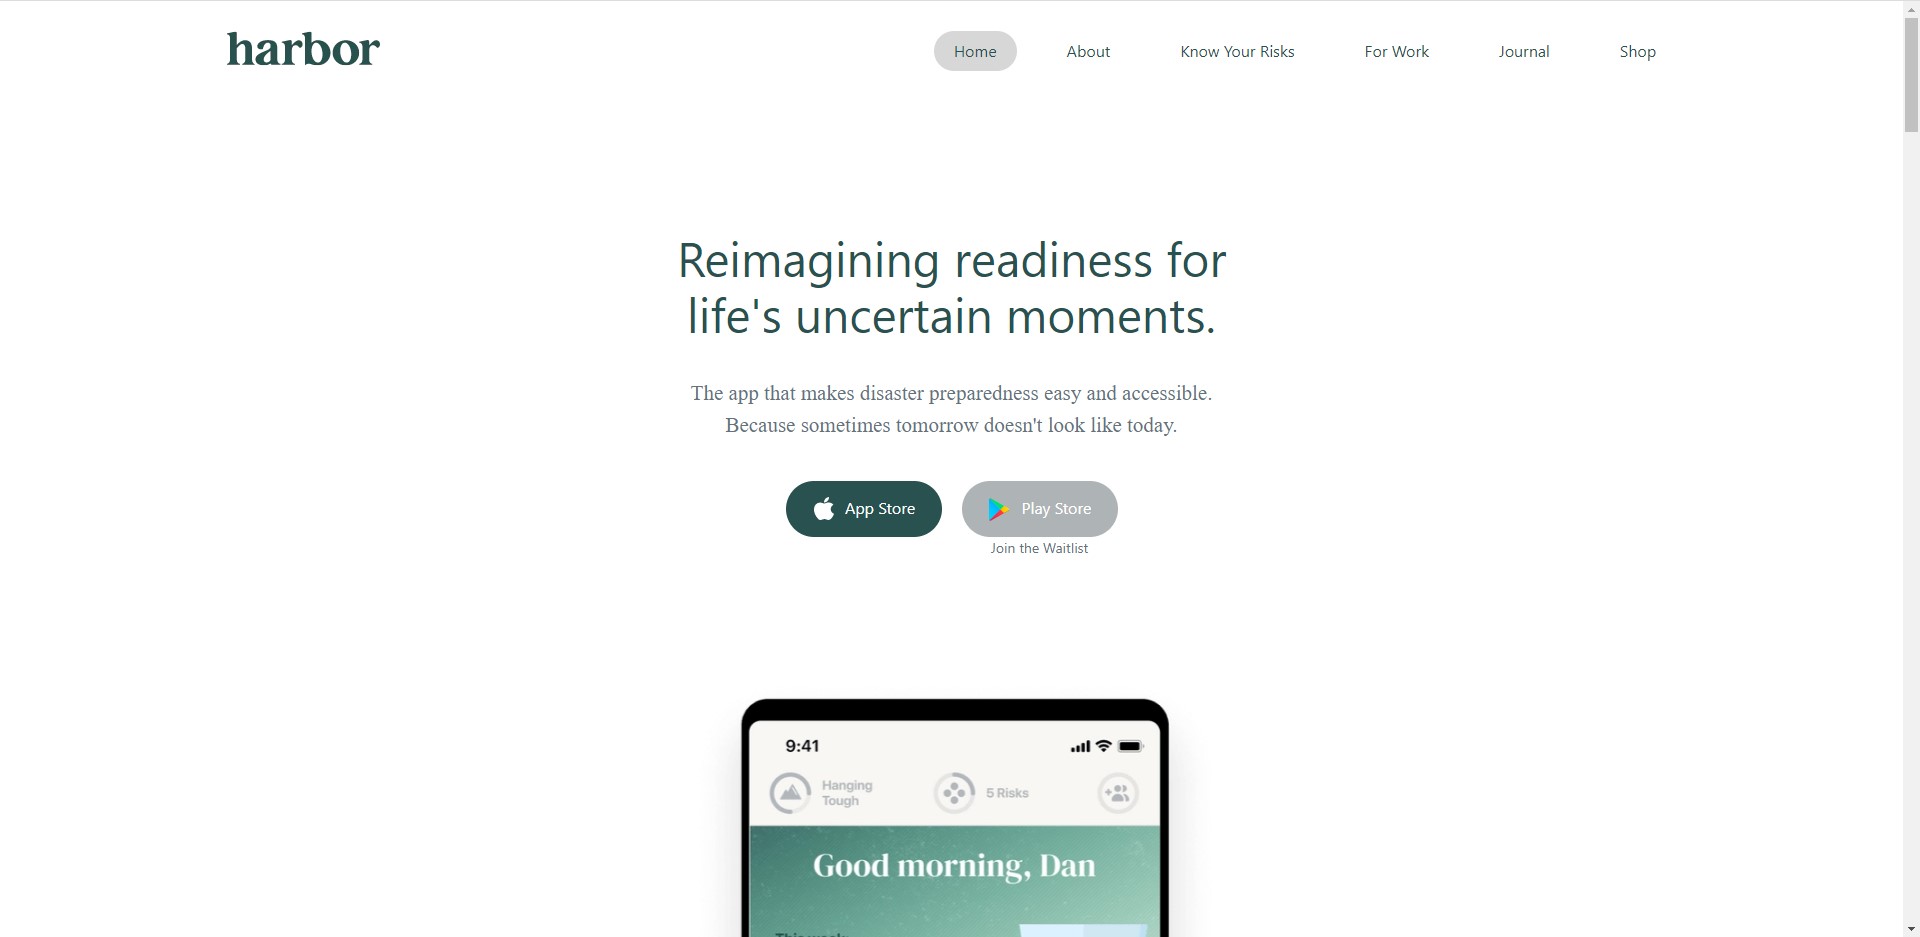 harbor
Home
About
Know Your Risks
For Work
Journal
Shop
Reimagining readiness for
life's uncertain moments.
The app that makes disaster preparedness easy and accessible.
Because sometimes tomorrow doesn't look like today.
App Store
Play Store
Join the Waitlist
9:41
Hanging
Tough
5 Risks
Good morning, Dan